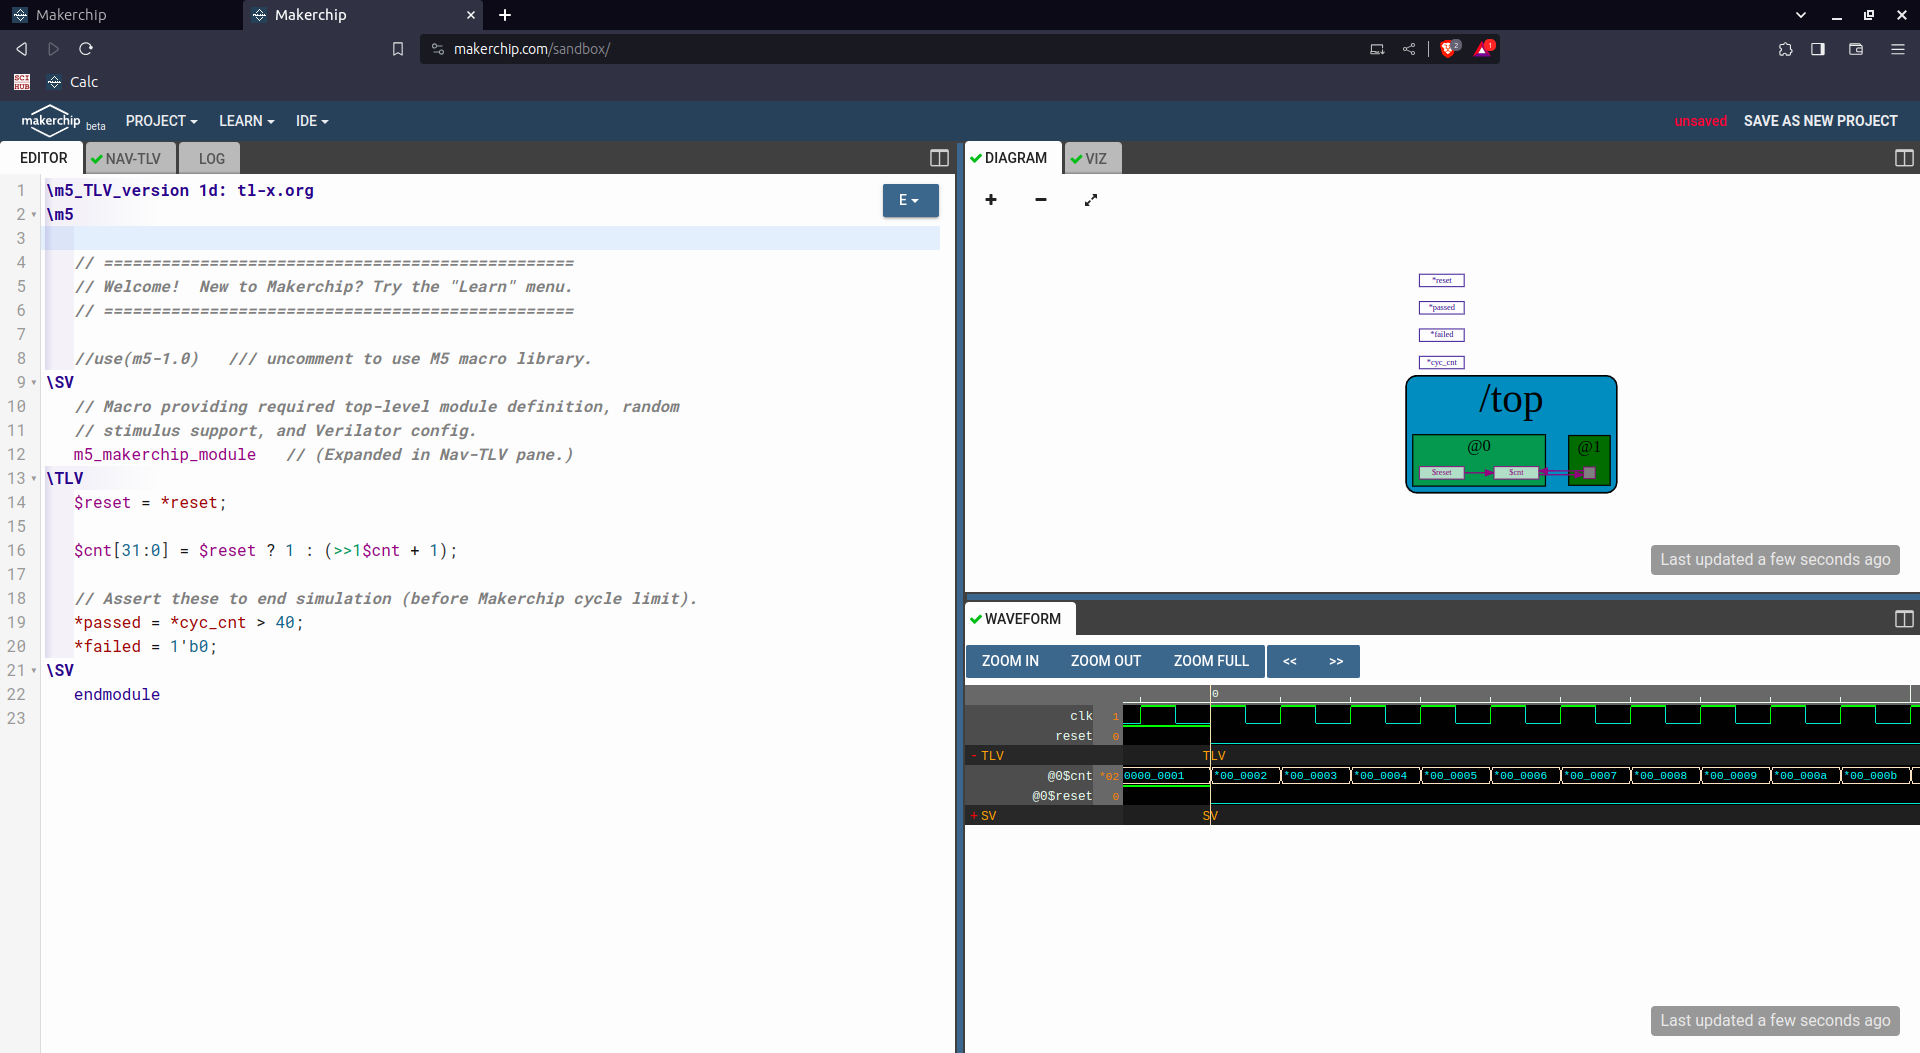 Makerchip
Makerchip
makerchip.com/sandbox/
2
1
SCI HUB
Calc
makerchip beta
PROJECT
LEARN
IDE
unsaved
SAVE AS NEW PROJECT
EDITOR
NAV-TLV
LOG
1 \m5_TLV_version 1d: tl-x.org
2 \m5
3
4 // =================================================
5 // Welcome!  New to Makerchip? Try the "Learn" menu.
6 // =================================================
7
8 //use(m5-1.0)   /// uncomment to use M5 macro library.
9 \SV
10 // Macro providing required top-level module definition, random
11 // stimulus support, and Verilator config.
12 m5_makerchip_module   // (Expanded in Nav-TLV pane.)
13 \TLV
14 $reset = *reset;
15
16 $cnt[31:0] = $reset ? 1 : (>>1$cnt + 1);
17
18 // Assert these to end simulation (before Makerchip cycle limit).
19 *passed = *cyc_cnt > 40;
20 *failed = 1'b0;
21 \SV
22 endmodule
23
E
DIAGRAM
VIZ
*reset
*passed
*failed
*cyc_cnt
/top
@0
@1
$reset
$cnt
Last updated a few seconds ago
WAVEFORM
ZOOM IN
ZOOM OUT
ZOOM FULL
<<
>>
0
clk 1
reset 0
- TLV TLV
@0$cnt *02 0000_0001 *00_0002 *00_0003 *00_0004 *00_0005 *00_0006 *00_0007 *00_0008 *00_0009 *00_000a *00_000b
@0$reset 0
+ SV SV
Last updated a few seconds ago